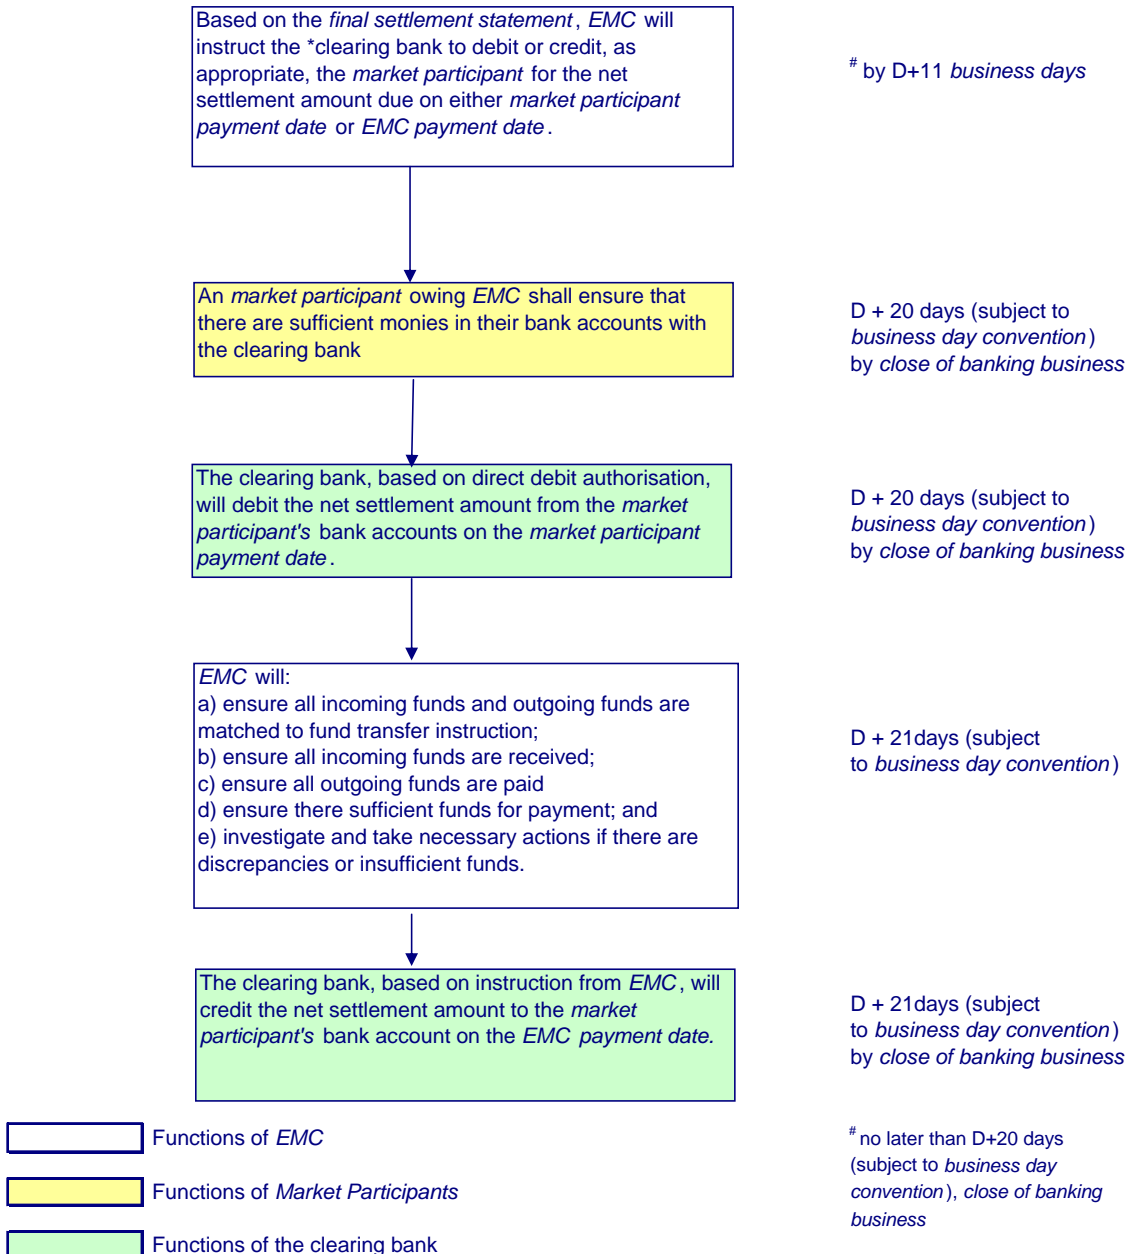 Based on the final settlement statement, EMC will
instruct the *clearing bank to debit or credit, as
appropriate, the market participant for the net
settlement amount due on either market participant
payment date or EMC payment date.
# by D+11 business days
An market participant owing EMC shall ensure that
there are sufficient monies in their bank accounts with
the clearing bank
D + 20 days (subject to
business day convention)
by close of banking business
The clearing bank, based on direct debit authorisation,
will debit the net settlement amount from the market
participant's bank accounts on the market participant
payment date.
D + 20 days (subject to
business day convention)
by close of banking business
EMC will:
a) ensure all incoming funds and outgoing funds are
matched to fund transfer instruction;
b) ensure all incoming funds are received;
c) ensure all outgoing funds are paid
d) ensure there sufficient funds for payment; and
e) investigate and take necessary actions if there are
discrepancies or insufficient funds.
D + 21days (subject
to business day convention)
The clearing bank, based on instruction from EMC, will
credit the net settlement amount to the market
participant's bank account on the EMC payment date.
D + 21days (subject
to business day convention)
by close of banking business
Functions of EMC
Functions of Market Participants
Functions of the clearing bank
# no later than D+20 days
(subject to business day
convention), close of banking
business